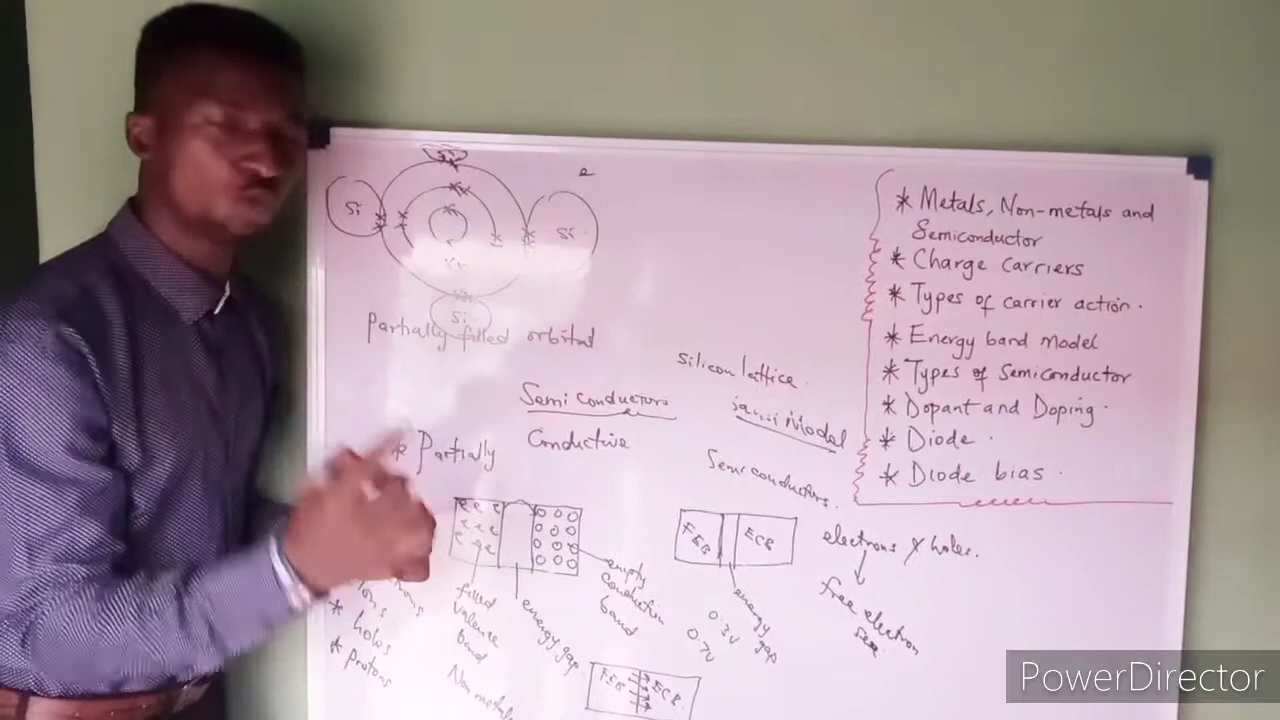 Si
Si
Si
Si
e
Partially filled orbital
silicon lattice
Semi conductors
Model
* Partially
Conductive
Semi conductors
* Metals, Non-metals and
Semiconductor
* Charge carriers
* Types of carrier action.
* Energy band model
* Types of Semiconductor
* Dopant and Doping.
* Diode.
* Diode bias.
e e e
e e e
e e e
filled
valence
band
energy gap
empty
conduction
band
Non metals
* holes
* protons
FEB
ECB
energy gap
0.3v
0.7v
electrons
holes.
free electron
sea
FEB
ECB
PowerDirector